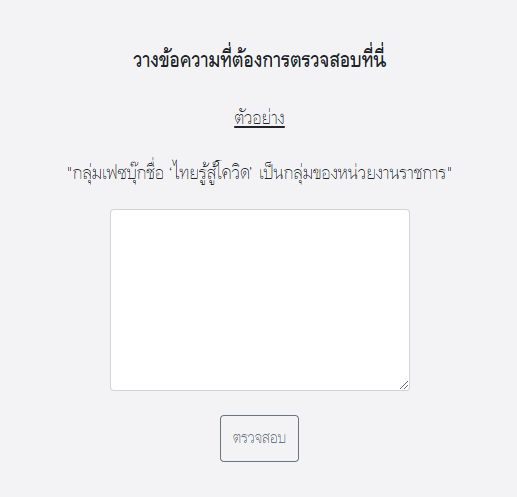 วางข้อความที่ต้องการตรวจสอบที่นี่
ตัวอย่าง
"กลุ่มเฟซบุ๊กชื่อ ‘ไทยรู้สู้โควิด’ เป็นกลุ่มของหน่วยงานราชการ"
ตรวจสอบ